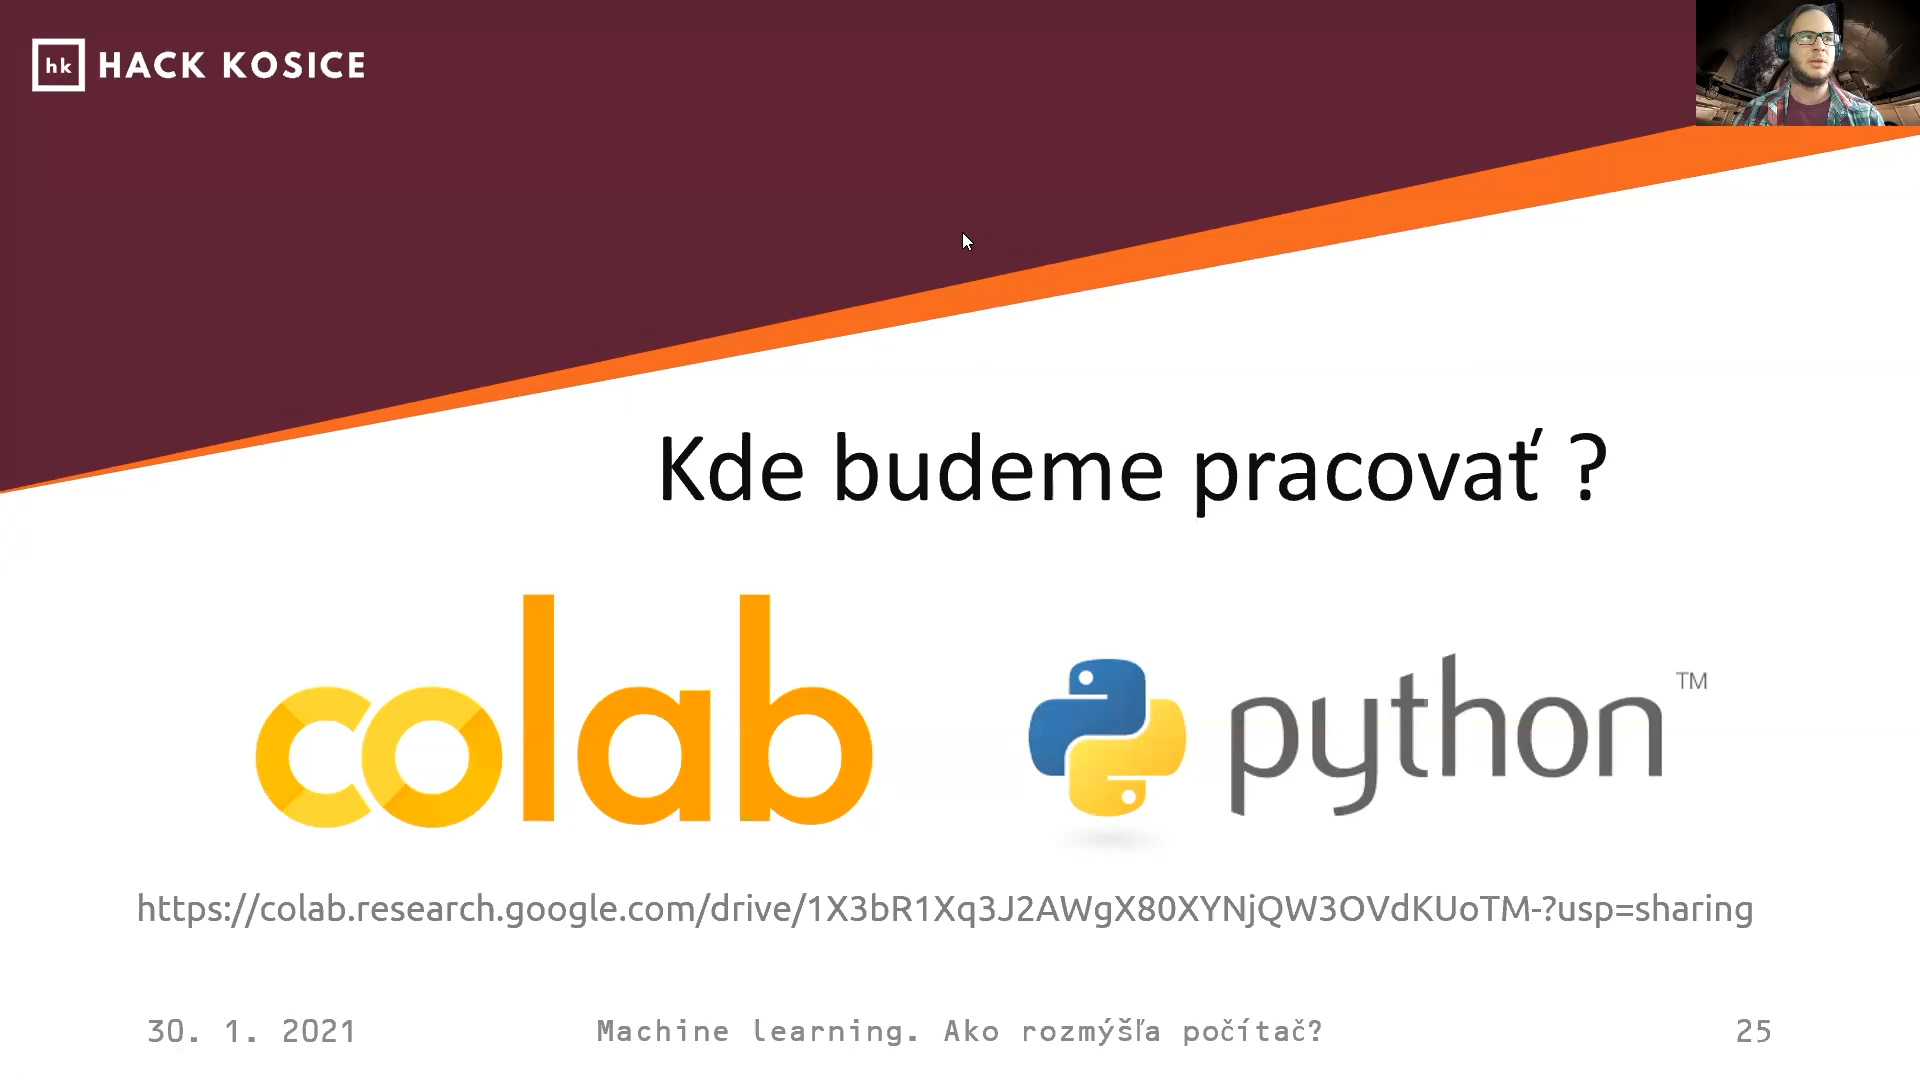 hk HACK KOSICE
Kde budeme pracovať ?
colab
python TM
https://colab.research.google.com/drive/1X3bR1Xq3J2AWgX80XYNjQW3OVdKUoTM-?usp=sharing
30. 1. 2021 Machine learning. Ako rozmýšľa počítač? 25